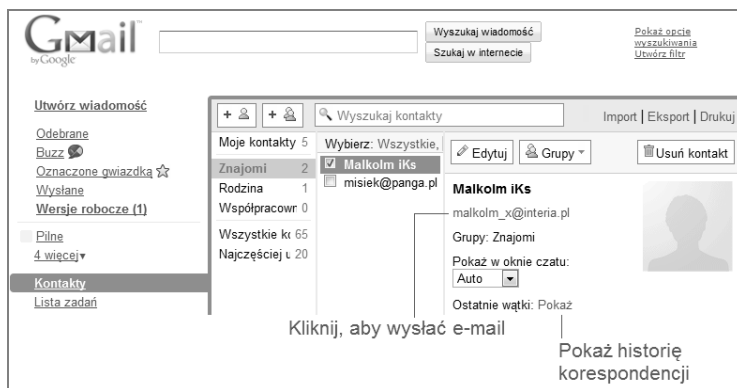 Gmail
by Google
Wyszukaj wiadomość
Szukaj w internecie
Pokaż opcje
wyszukiwania
Utwórz filtr
Utwórz wiadomość
Odebrane
Buzz
Oznaczone gwiazdką
Wysłane
Wersje robocze (1)
Pilne
4 więcej▾
Kontakty
Lista zadań
+ +
Wyszukaj kontakty
Import | Eksport | Drukuj
Moje kontakty 5
Znajomi 2
Rodzina 1
Współpracowr 0
Wszystkie kc 65
Najczęściej u 20
Wybierz: Wszystkie,
Malkolm iKs
misiek@panga.pl
Edytuj
Grupy
Usuń kontakt
Malkolm iKs
malkolm_x@interia.pl
Grupy: Znajomi
Pokaż w oknie czatu:
Auto
Ostatnie wątki: Pokaż
Kliknij, aby wysłać e-mail
Pokaż historię
korespondencji